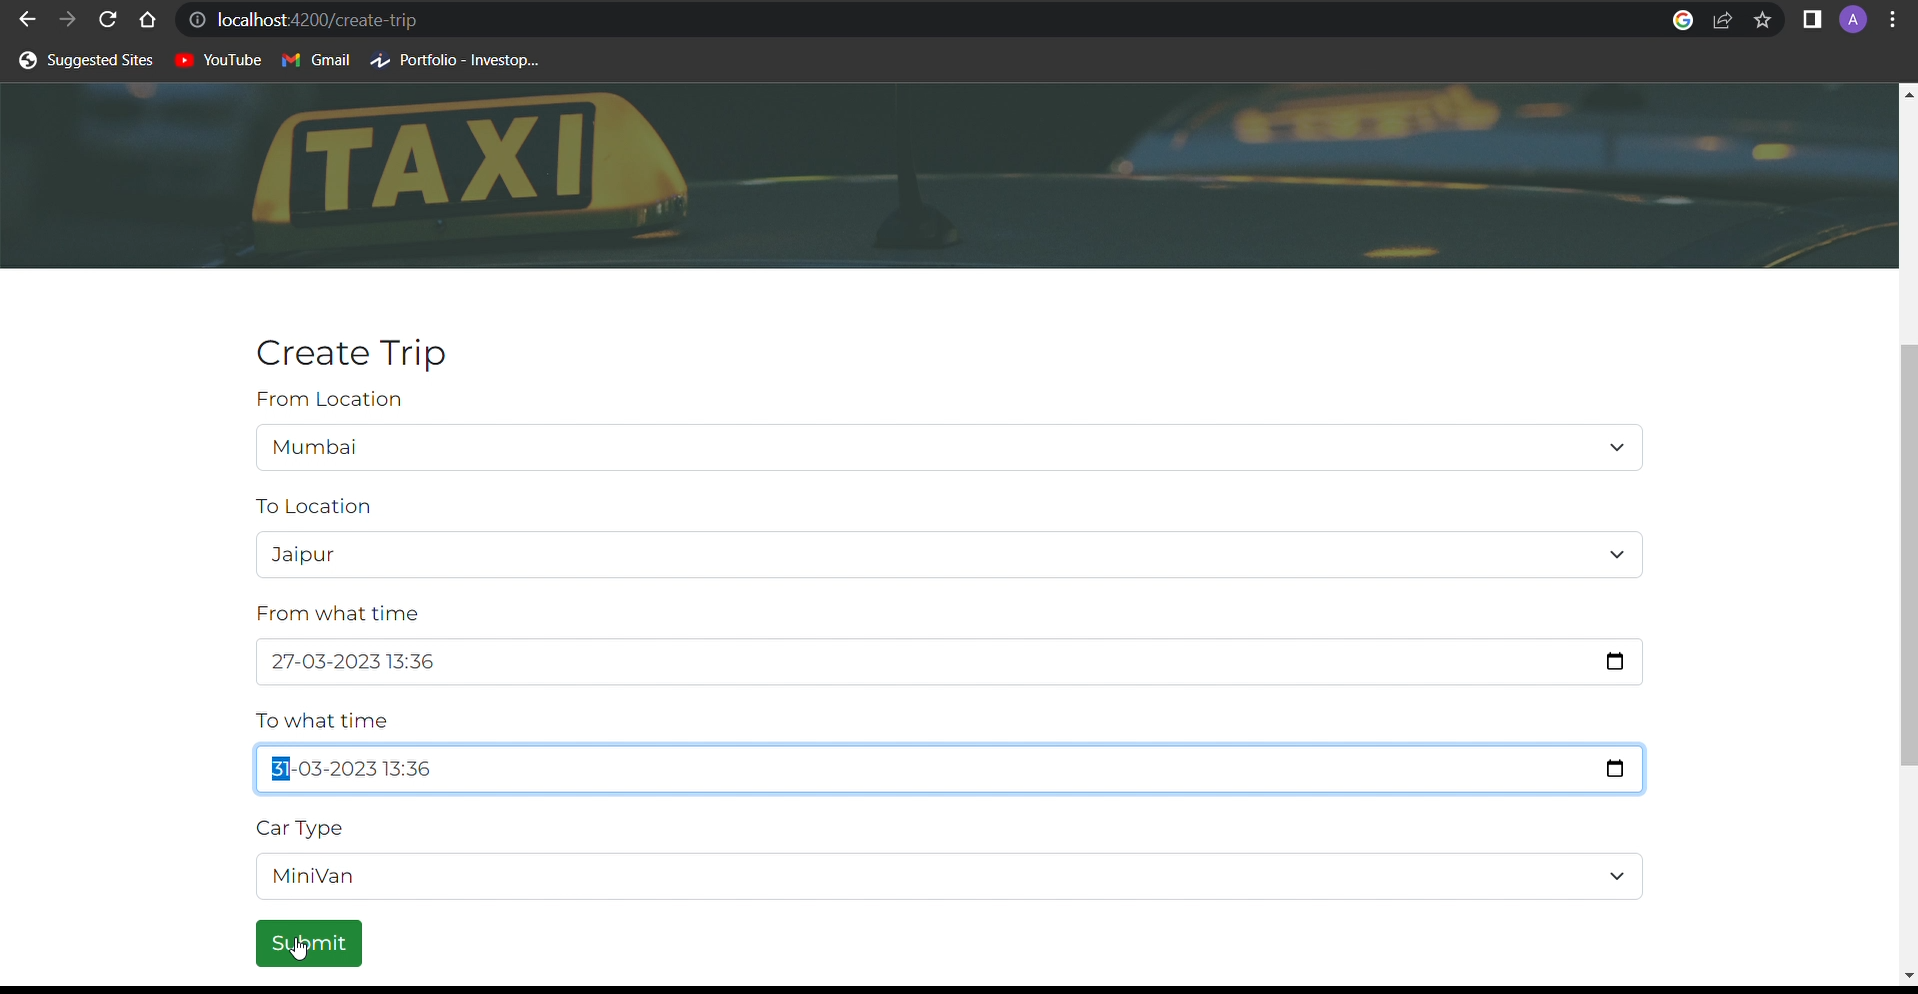 localhost:4200/create-trip
A
Suggested Sites YouTube Gmail Portfolio - Investop...
TAXI
Create Trip
From Location
Mumbai
To Location
Jaipur
From what time
27-03-2023 13:36
To what time
31-03-2023 13:36
Car Type
MiniVan
Submit